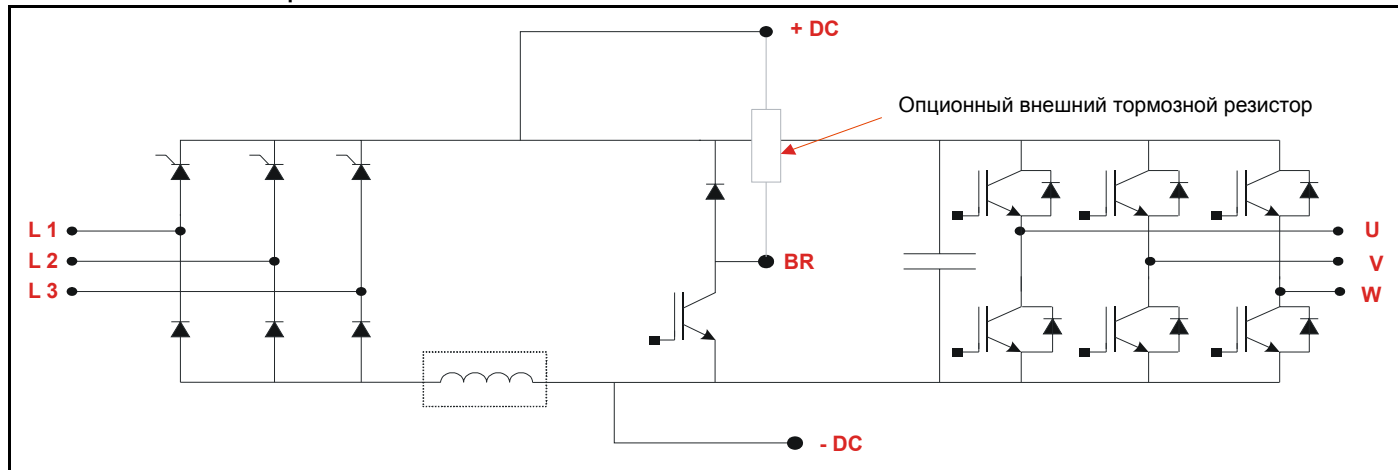 + DC
Опционный внешний тормозной резистор
L 1
L 2
L 3
BR
U
V
W
- DC